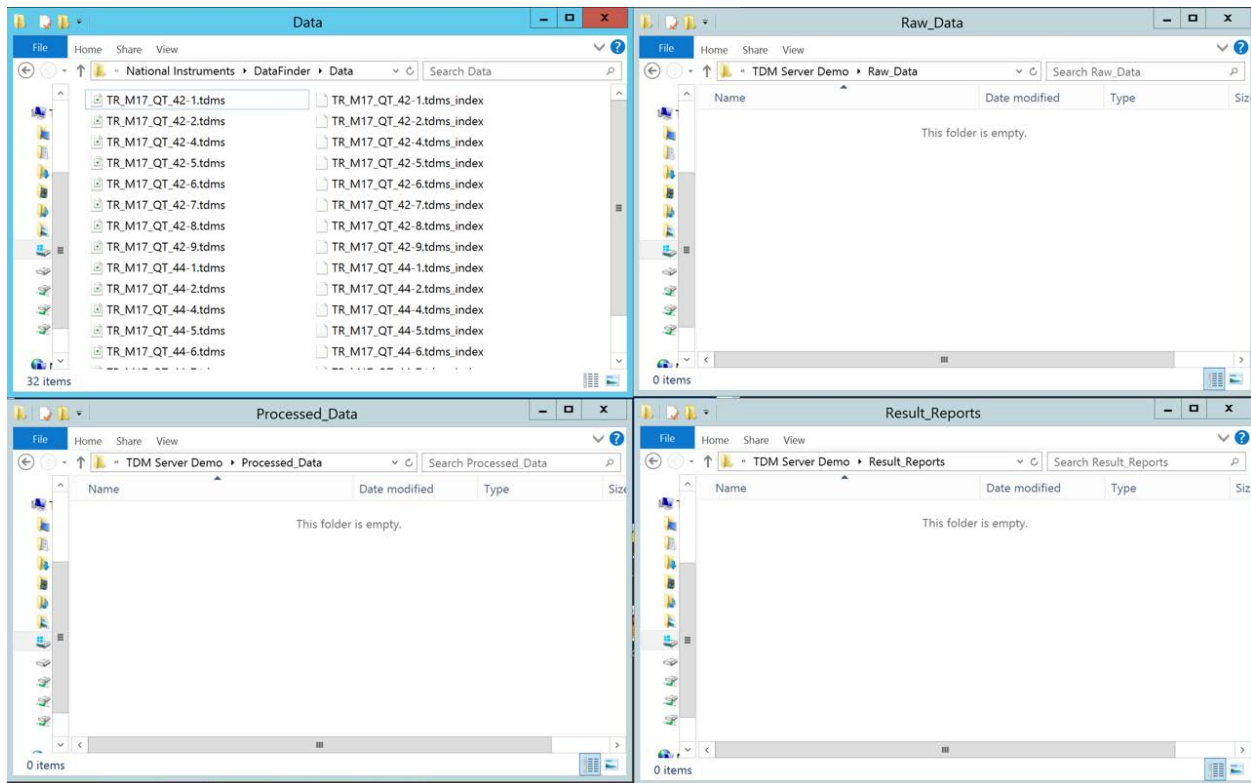 Data
File Home Share View
National Instruments DataFinder Data Search Data
TR_M17_QT_42-1.tdms TR_M17_QT_42-1.tdms_index
TR_M17_QT_42-2.tdms TR_M17_QT_42-2.tdms_index
TR_M17_QT_42-4.tdms TR_M17_QT_42-4.tdms_index
TR_M17_QT_42-5.tdms TR_M17_QT_42-5.tdms_index
TR_M17_QT_42-6.tdms TR_M17_QT_42-6.tdms_index
TR_M17_QT_42-7.tdms TR_M17_QT_42-7.tdms_index
TR_M17_QT_42-8.tdms TR_M17_QT_42-8.tdms_index
TR_M17_QT_42-9.tdms TR_M17_QT_42-9.tdms_index
TR_M17_QT_44-1.tdms TR_M17_QT_44-1.tdms_index
TR_M17_QT_44-2.tdms TR_M17_QT_44-2.tdms_index
TR_M17_QT_44-4.tdms TR_M17_QT_44-4.tdms_index
TR_M17_QT_44-5.tdms TR_M17_QT_44-5.tdms_index
TR_M17_QT_44-6.tdms TR_M17_QT_44-6.tdms_index
32 items
Raw_Data
File Home Share View
TDM Server Demo Raw_Data Search Raw_Data
Name Date modified Type Siz
This folder is empty.
0 items
Processed_Data
File Home Share View
TDM Server Demo Processed_Data Search Processed_Data
Name Date modified Type Size
This folder is empty.
0 items
Result_Reports
File Home Share View
TDM Server Demo Result_Reports Search Result_Reports
Name Date modified Type Siz
This folder is empty.
0 items